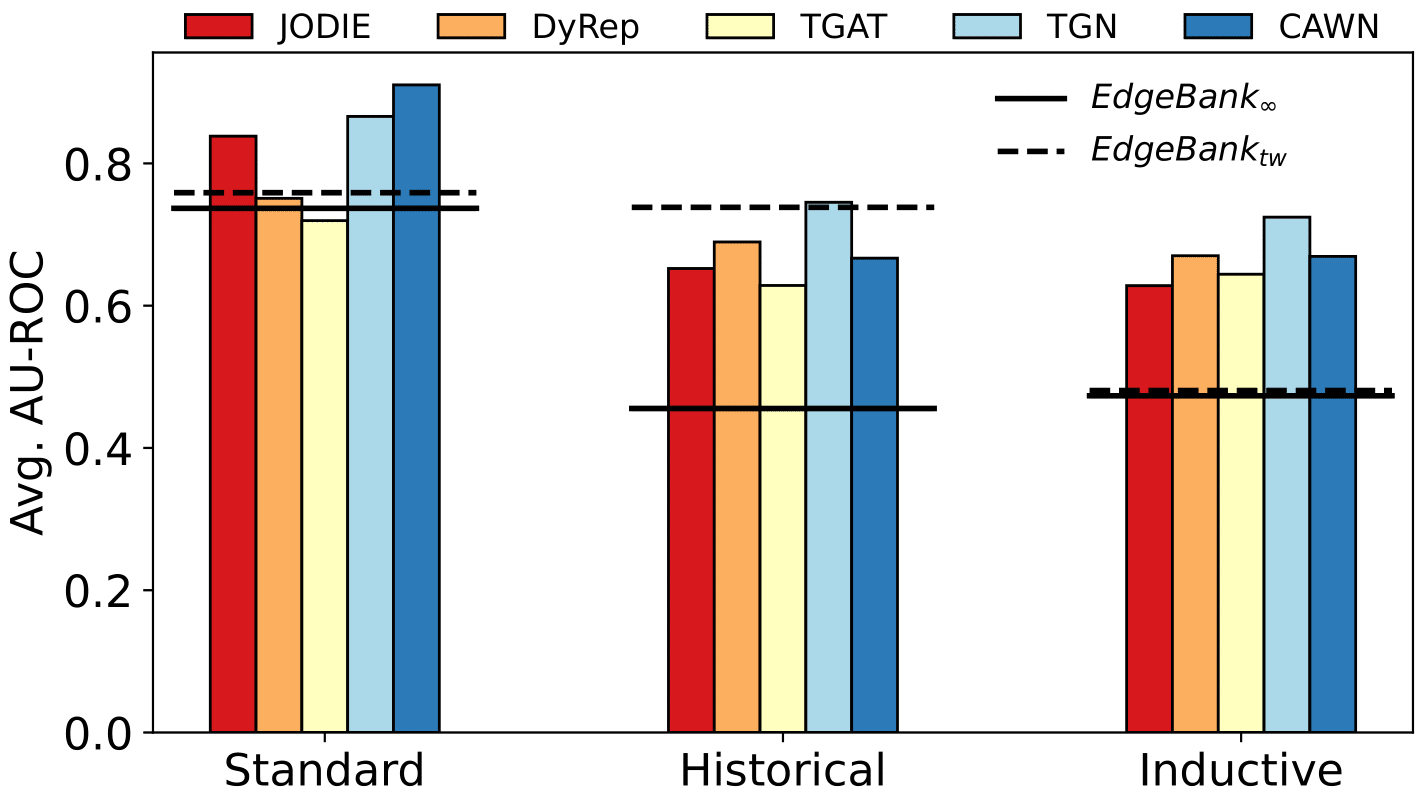 JODIE DyRep TGAT TGN CAWN
EdgeBank∞
EdgeBanktw
Avg. AU-ROC
0.8
0.6
0.4
0.2
0.0
Standard Historical Inductive